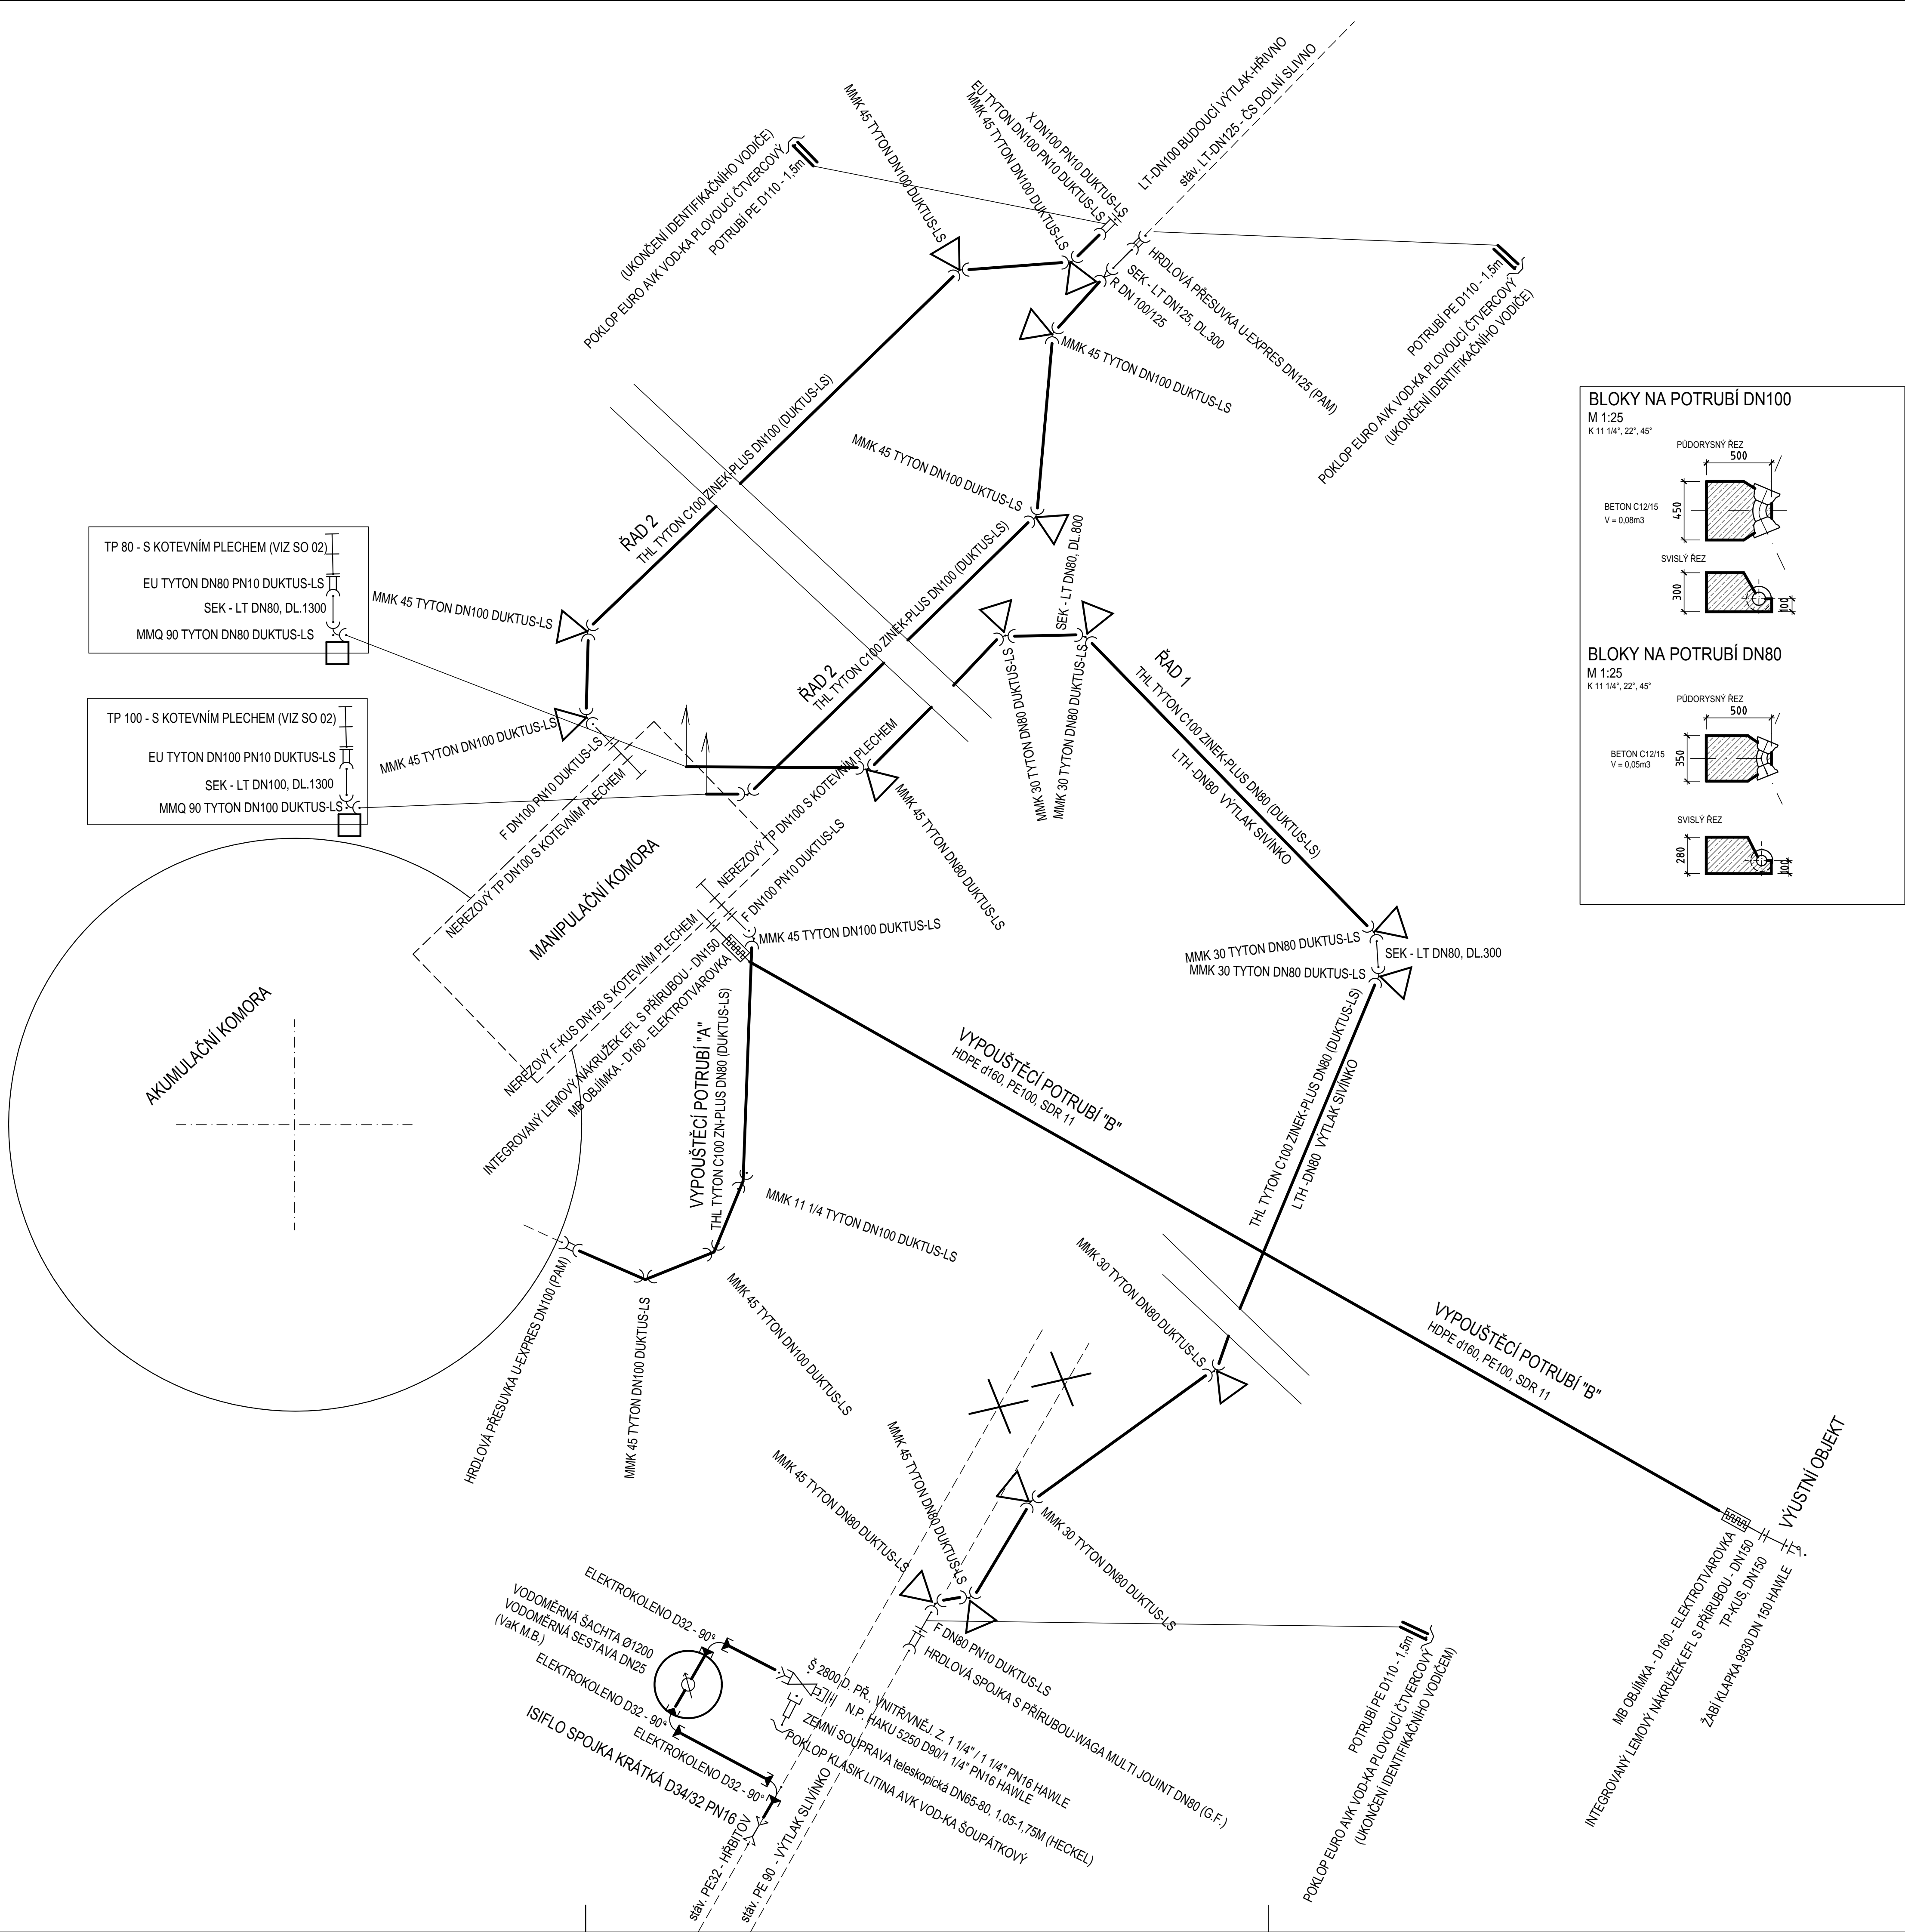 LT-DN100 BUDOUCÍ VÝTLAK-HŘIVNO
stáv. LT-DN125 - ČS DOLNÍ SLIVNO
X DN100 PN10 DUKTUS-LS
EU TYTON DN100 PN10 DUKTUS-LS
MMK 45 TYTON DN100 DUKTUS-LS
MMK 45 TYTON DN100 DUKTUS-LS
(UKONČENÍ IDENTIFIKAČNÍHO VODIČE)
POKLOP EURO AVK VOD-KA PLOVOUCÍ ČTVERCOVÝ
POTRUBÍ PE D110 - 1,5m
HRDLOVÁ PŘESUVKA U-EXPRES DN125 (PAM)
SEK - LT DN125, DL.300
R DN 100/125
MMK 45 TYTON DN100 DUKTUS-LS
POTRUBÍ PE D110 - 1,5m
POKLOP EURO AVK VOD-KA PLOVOUCÍ ČTVERCOVÝ
(UKONČENÍ IDENTIFIKAČNÍHO VODIČE)
BLOKY NA POTRUBÍ DN100
M 1:25
K 11 1/4°, 22°, 45°
PŮDORYSNÝ ŘEZ
500
BETON C12/15
V = 0,08m3
450
SVISLÝ ŘEZ
300
100
BLOKY NA POTRUBÍ DN80
M 1:25
K 11 1/4°, 22°, 45°
PŮDORYSNÝ ŘEZ
500
BETON C12/15
V = 0,05m3
350
SVISLÝ ŘEZ
280
100
ŘAD 2
THL TYTON C100 ZINEK-PLUS DN100 (DUKTUS-LS)
MMK 45 TYTON DN100 DUKTUS-LS
ŘAD 2
THL TYTON C100 ZINEK-PLUS DN100 (DUKTUS-LS)
SEK - LT DN80, DL.800
TP 80 - S KOTEVNÍM PLECHEM (VIZ SO 02)
EU TYTON DN80 PN10 DUKTUS-LS
SEK - LT DN80, DL.1300
MMQ 90 TYTON DN80 DUKTUS-LS
MMK 45 TYTON DN100 DUKTUS-LS
TP 100 - S KOTEVNÍM PLECHEM (VIZ SO 02)
EU TYTON DN100 PN10 DUKTUS-LS
SEK - LT DN100, DL.1300
MMQ 90 TYTON DN100 DUKTUS-LS
MMK 45 TYTON DN100 DUKTUS-LS
ŘAD 1
THL TYTON C100 ZINEK-PLUS DN80 (DUKTUS-LS)
LTH -DN80  VÝTLAK SIVÍNKO
MMK 30 TYTON DN80 DUKTUS-LS
MMK 30 TYTON DN80 DUKTUS-LS
F DN100 PN10 DUKTUS-LS
NEREZOVÝ TP DN100 S KOTEVNÍM PLECHEM
MANIPULAČNÍ KOMORA
NEREZOVÝ TP DN100 S KOTEVNÍM PLECHEM
F DN100 PN10 DUKTUS-LS
MMK 45 TYTON DN80 DUKTUS-LS
MMK 45 TYTON DN100 DUKTUS-LS
AKUMULAČNÍ KOMORA
NEREZOVÝ F-KUS DN150 S KOTEVNÍM PLECHEM
INTEGROVANÝ LEMOVÝ NÁKRUŽEK EFL S PŘÍRUBOU - DN150
MB OBJÍMKA - D160 - ELEKTROTVAROVKA
MMK 30 TYTON DN80 DUKTUS-LS
SEK - LT DN80, DL.300
MMK 30 TYTON DN80 DUKTUS-LS
VYPOUŠTĚCÍ POTRUBÍ "A"
THL TYTON C100 ZN-PLUS DN80 (DUKTUS-LS)
VYPOUŠTĚCÍ POTRUBÍ "B"
HDPE d160, PE100, SDR 11
THL TYTON C100 ZINEK-PLUS DN80 (DUKTUS-LS)
LTH -DN80  VÝTLAK SIVÍNKO
MMK 11 1/4 TYTON DN100 DUKTUS-LS
MMK 45 TYTON DN100 DUKTUS-LS
MMK 45 TYTON DN100 DUKTUS-LS
HRDLOVÁ PŘESUVKA U-EXPRES DN100 (PAM)
MMK 30 TYTON DN80 DUKTUS-LS
VYPOUŠTĚCÍ POTRUBÍ "B"
HDPE d160, PE100, SDR 11
MMK 45 TYTON DN80 DUKTUS-LS
MMK 45 TYTON DN80 DUKTUS-LS
MMK 30 TYTON DN80 DUKTUS-LS
VÝUSTNÍ OBJEKT
MB OBJÍMKA - D160 - ELEKTROTVAROVKA
INTEGROVANÝ LEMOVÝ NÁKRUŽEK EFL S PŘÍRUBOU - DN150
TP-KUS, DN150
ŽABÍ KLAPKA 9930 DN 150 HAWLE
ELEKTROKOLENO D32 - 90°
VODOMĚRNÁ ŠACHTA Ø1200
VODOMĚRNÁ SESTAVA DN25
(VaK M.B.)
ELEKTROKOLENO D32 - 90°
ELEKTROKOLENO D32 - 90°
ISIFLO SPOJKA KRÁTKÁ D34/32 PN16
F DN80 PN10 DUKTUS-LS
HRDLOVÁ SPOJKA S PŘÍRUBOU-WAGA MULTI JOUINT DN80 (G.F.)
Š 2800 D. PŘ., VNITŘ/VNĚJ. Z. 1 1/4" / 1 1/4" PN16 HAWLE
N.P. HAKU 5250 D90/1 1/4" PN16 HAWLE
ZEMNÍ SOUPRAVA teleskopická DN65-80, 1,05-1,75M (HECKEL)
POKLOP KLASIK LITINA AVK VOD-KA ŠOUPÁTKOVÝ
POTRUBÍ PE D110 - 1,5m
POKLOP EURO AVK VOD-KA PLOVOUCÍ ČTVERCOVÝ
(UKONČENÍ IDENTIFIKAČNÍHO VODIČEM)
stáv. PE32 - HŘBITOV
stáv. PE 90  - VÝTLAK SLIVÍNKO